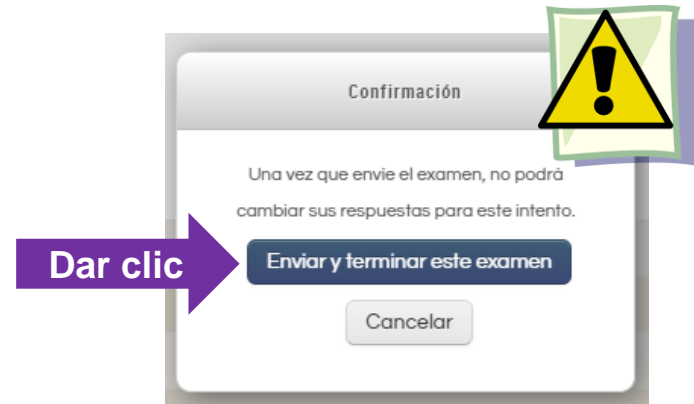 Confirmación
Una vez que envie el examen, no podrá
cambiar sus respuestas para este intento.
Dar clic
Enviar y terminar este examen
Cancelar